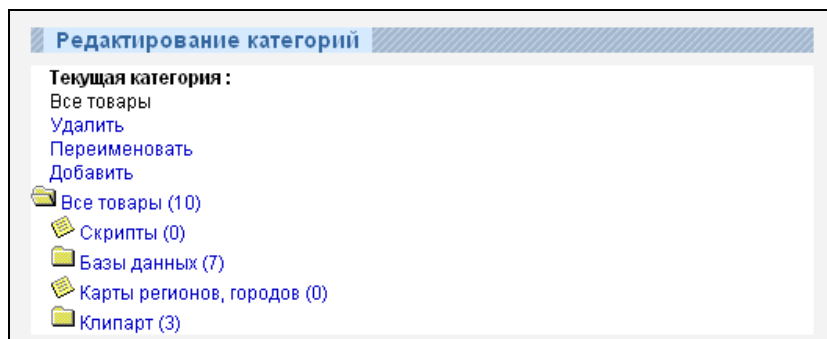 Редактирование категорий
Текущая категория :
Все товары
Удалить
Переименовать
Добавить
Все товары (10)
Скрипты (0)
Базы данных (7)
Карты регионов, городов (0)
Клипарт (3)